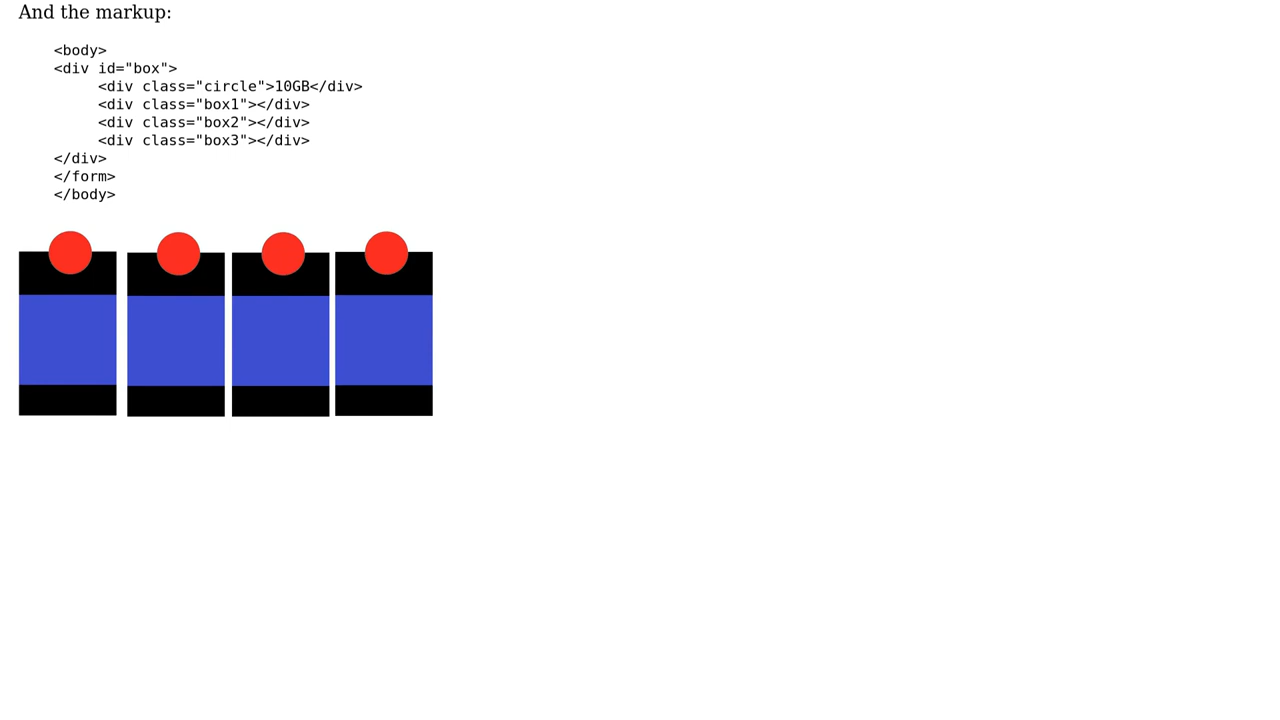 And the markup:
<body>
<div id="box">
<div class="circle">10GB</div>
<div class="box1"></div>
<div class="box2"></div>
<div class="box3"></div>
</div>
</form>
</body>